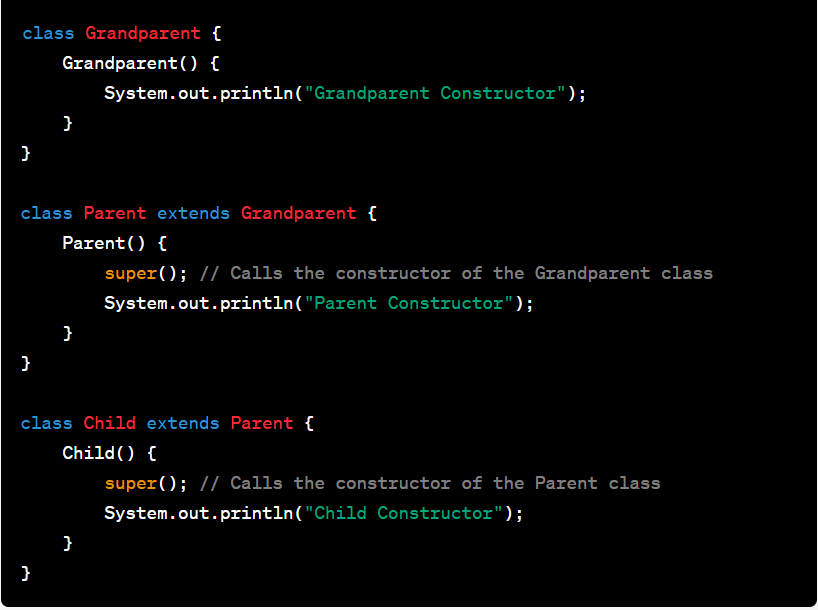 class Grandparent {
    Grandparent() {
        System.out.println("Grandparent Constructor");
    }
}

class Parent extends Grandparent {
    Parent() {
        super(); // Calls the constructor of the Grandparent class
        System.out.println("Parent Constructor");
    }
}

class Child extends Parent {
    Child() {
        super(); // Calls the constructor of the Parent class
        System.out.println("Child Constructor");
    }
}